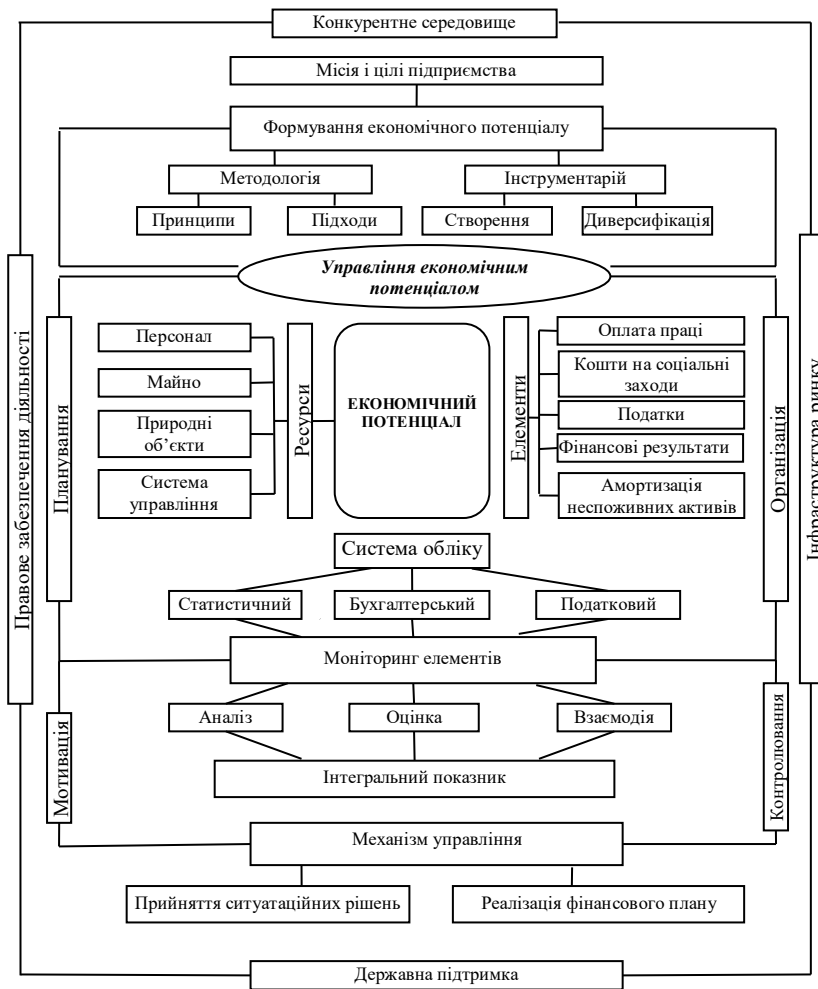 Конкурентне середовище
Місія і цілі підприємства
Формування економічного потенціалу
Методологія
Інструментарій
Принципи
Підходи
Створення
Диверсифікація
Управління економічним
потенціалом
Правове забезпечення діяльності
Планування
Персонал
Майно
Природні
об’єкти
Система
управління
Ресурси
ЕКОНОМІЧНИЙ
ПОТЕНЦІАЛ
Елементи
Оплата праці
Кошти на соціальні
заходи
Податки
Фінансові результати
Амортизація
неспоживних активів
Організація
Інфраструктура ринку
Система обліку
Статистичний
Бухгалтерський
Податковий
Моніторинг елементів
Аналіз
Оцінка
Взаємодія
Мотивація
Контролювання
Інтегральний показник
Механізм управління
Прийняття ситуатаційних рішень
Реалізація фінансового плану
Державна підтримка